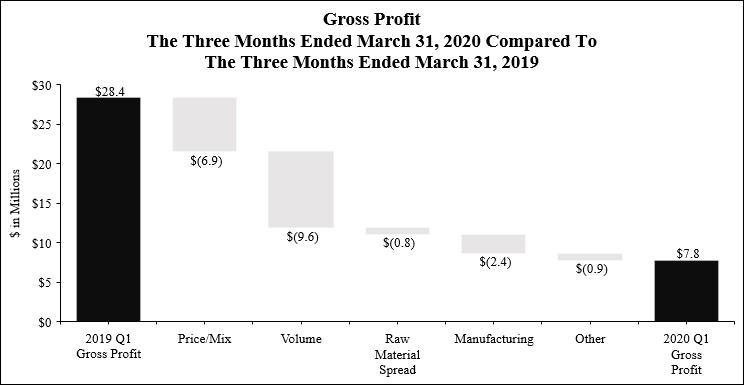 Gross Profit
The Three Months Ended March 31, 2020 Compared To
The Three Months Ended March 31, 2019
$ in Millions
$30
$25
$20
$15
$10
$5
$0
$28.4
$(6.9)
$(9.6)
$(0.8)
$(2.4)
$(0.9)
$7.8
2019 Q1
Gross Profit
Price/Mix
Volume
Raw
Material
Spread
Manufacturing
Other
2020 Q1
Gross
Profit